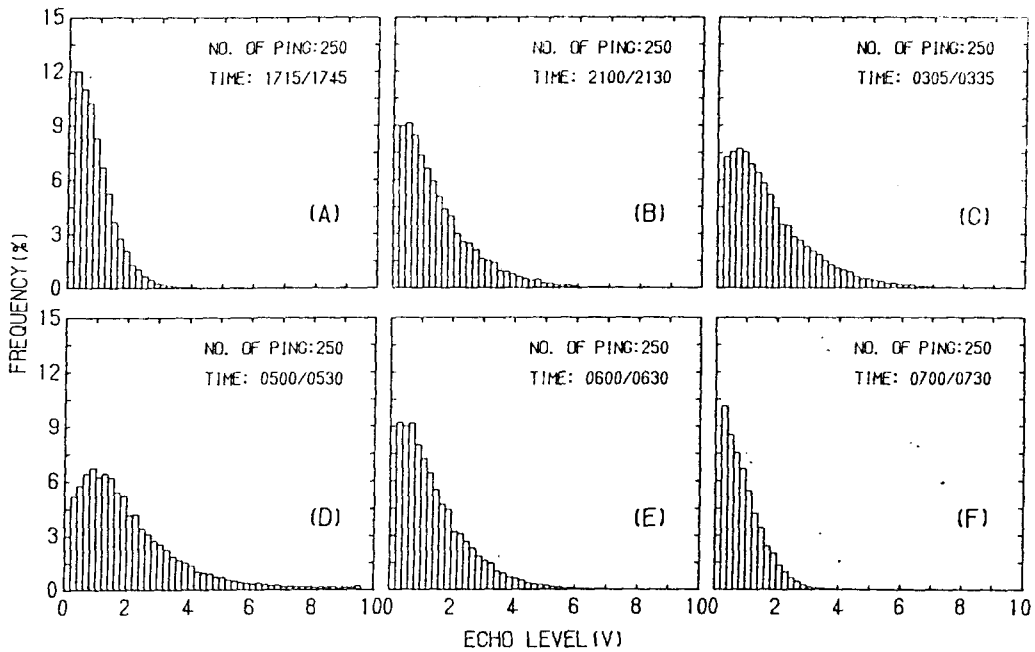 15
12
9
6
3
0
NO. OF PING:250
TIME: 1715/1745
(A)
NO. OF PING:250
TIME: 2100/2130
(B)
NO. OF PING:250
TIME: 0305/0335
(C)
FREQUENCY(%)
15
12
9
6
3
0
NO. OF PING:250
TIME: 0500/0530
(D)
NO. OF PING:250
TIME: 0600/0630
(E)
NO. OF PING:250
TIME: 0700/0730
(F)
0 2 4 6 8 100 2 4 6 8 100 2 4 6 8 10
ECHO LEVEL(V)